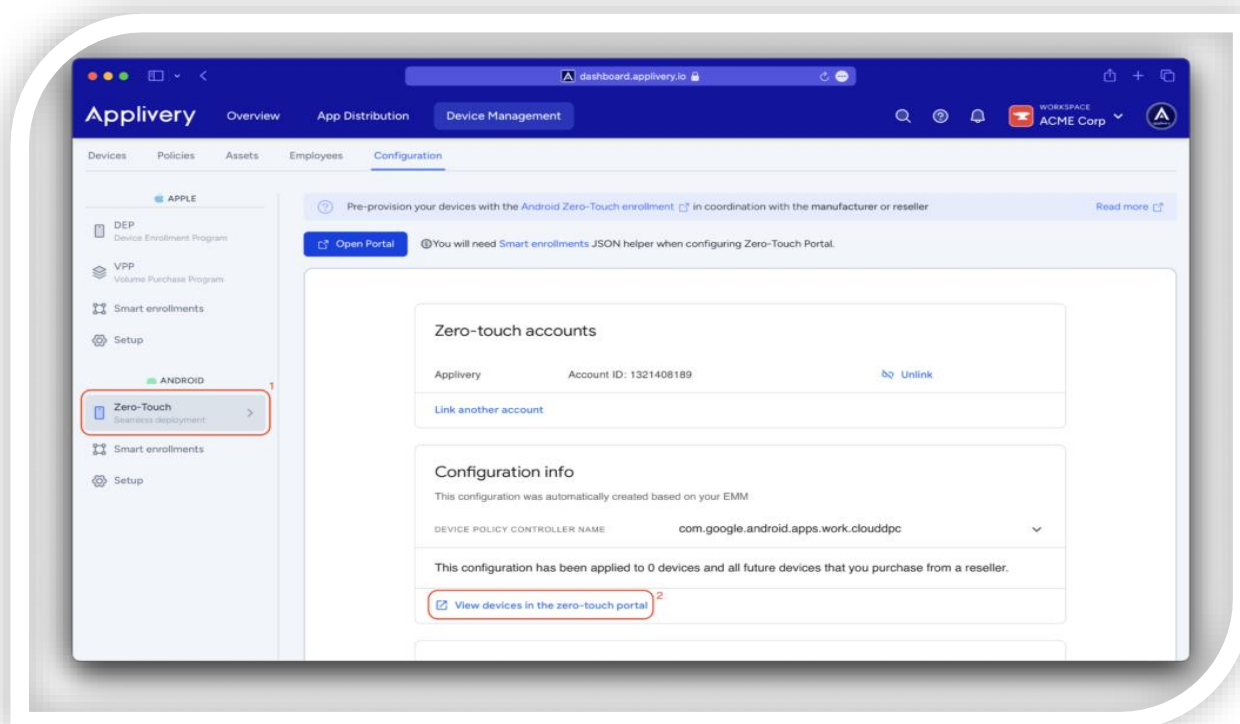 dashboard.applivery.io
Applivery
Overview
App Distribution
Device Management
WORKSPACE
ACME Corp
Devices
Policies
Assets
Employees
Configuration
APPLE
DEP
Device Enrollment Program
VPP
Volume Purchase Program
Smart enrollments
Setup
ANDROID
1
Zero-Touch
Seamless deployment
Smart enrollments
Setup
Pre-provision your devices with the Android Zero-Touch enrollment in coordination with the manufacturer or reseller
Read more
Open Portal
You will need Smart enrollments JSON helper when configuring Zero-Touch Portal.
Zero-touch accounts
Applivery
Account ID: 1321408189
Unlink
Link another account
Configuration info
This configuration was automatically created based on your EMM
DEVICE POLICY CONTROLLER NAME
com.google.android.apps.work.clouddpc
This configuration has been applied to 0 devices and all future devices that you purchase from a reseller.
View devices in the zero-touch portal
2